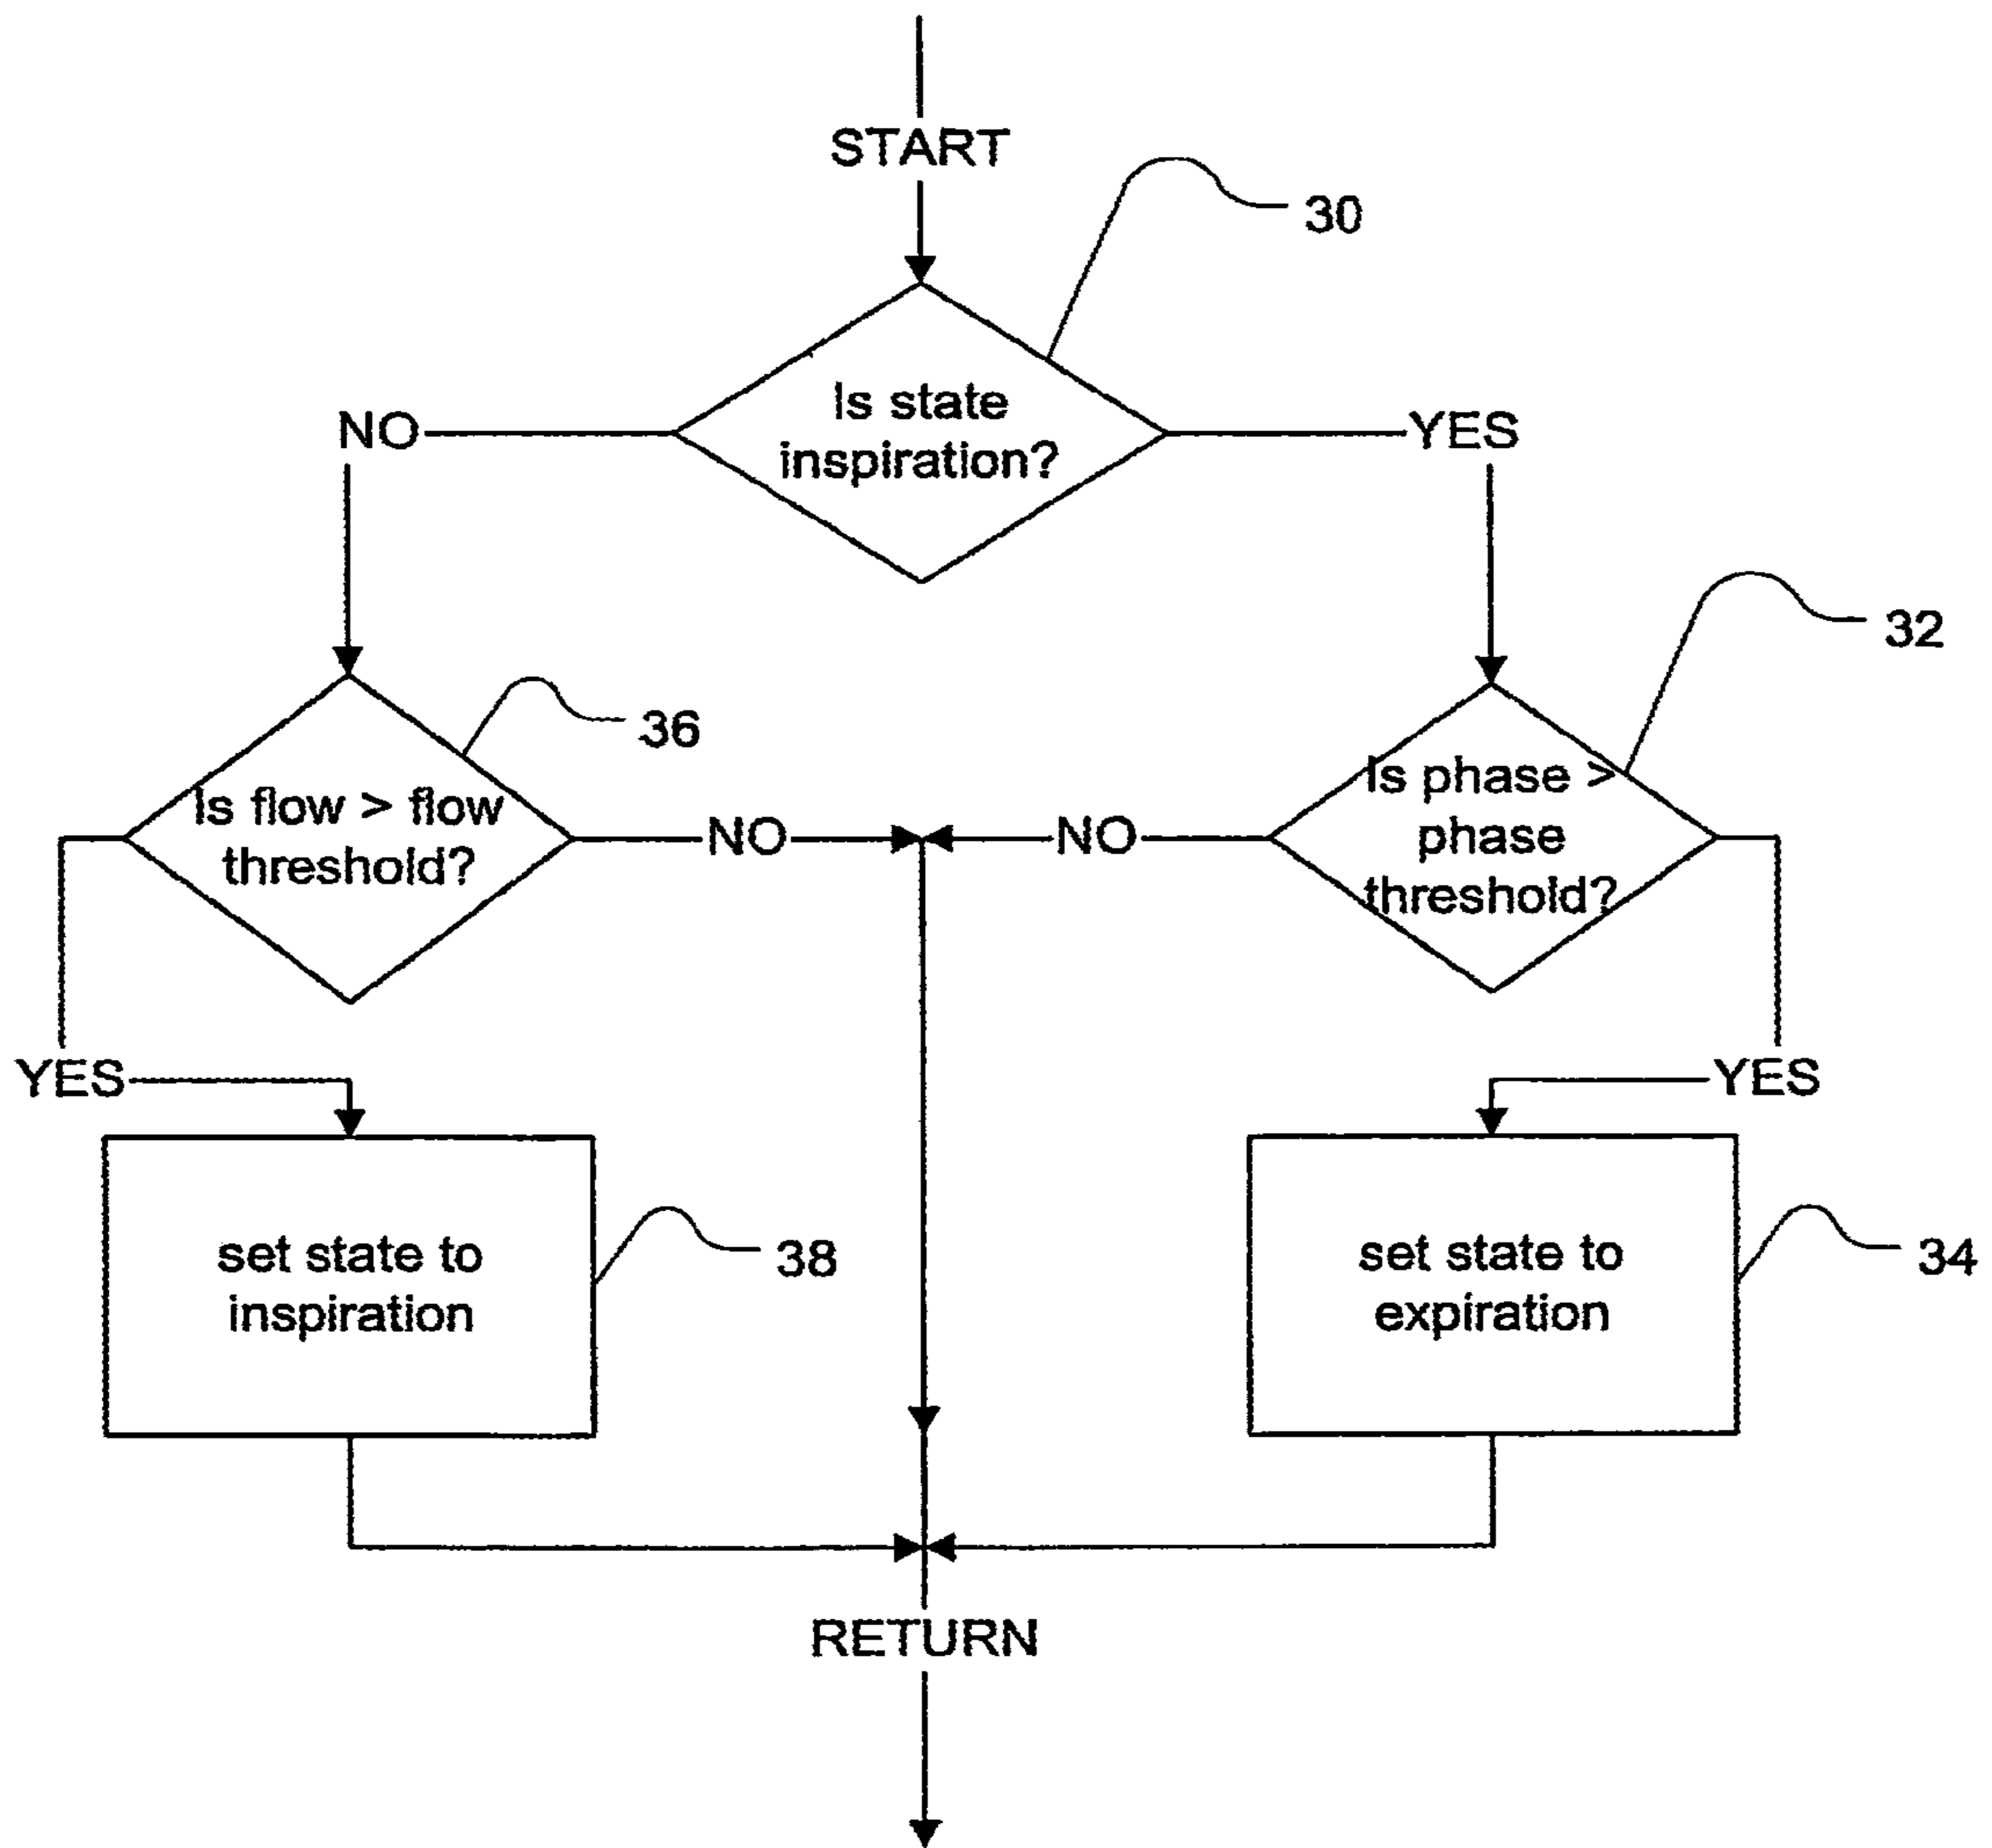 START
30
Is state
inspiration?
NO
YES
32
36
Is flow > flow
threshold?
NO
NO
Is phase >
phase
threshold?
YES
YES
set state to
inspiration
38
set state to
expiration
34
RETURN